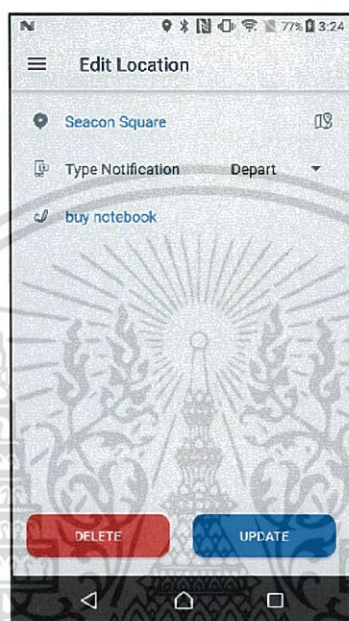 77% 3:24
Edit Location
Seacon Square
Type Notification Depart
buy notebook
DELETE UPDATE